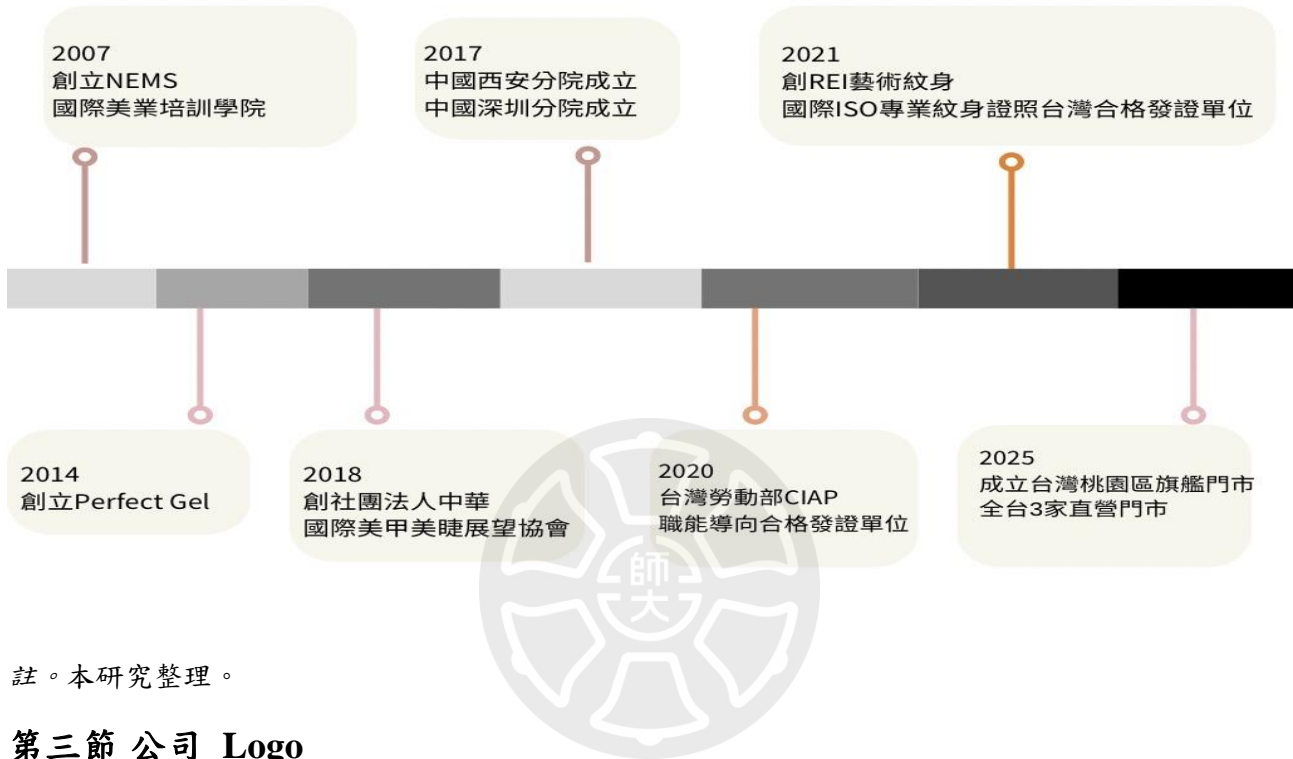 2007
創立NEMS
國際美業培訓學院
2017
中國西安分院成立
中國深圳分院成立
2021
創REI藝術紋身
國際ISO專業紋身證照台灣合格發證單位
2014
創立Perfect Gel
2018
創社團法人中華
國際美甲美睫展望協會
2020
台灣勞動部CIAP
職能導向合格發證單位
2025
成立台灣桃園區旗艦門市
全台3家直營門市
師大
註。本研究整理。
第三節 公司 Logo